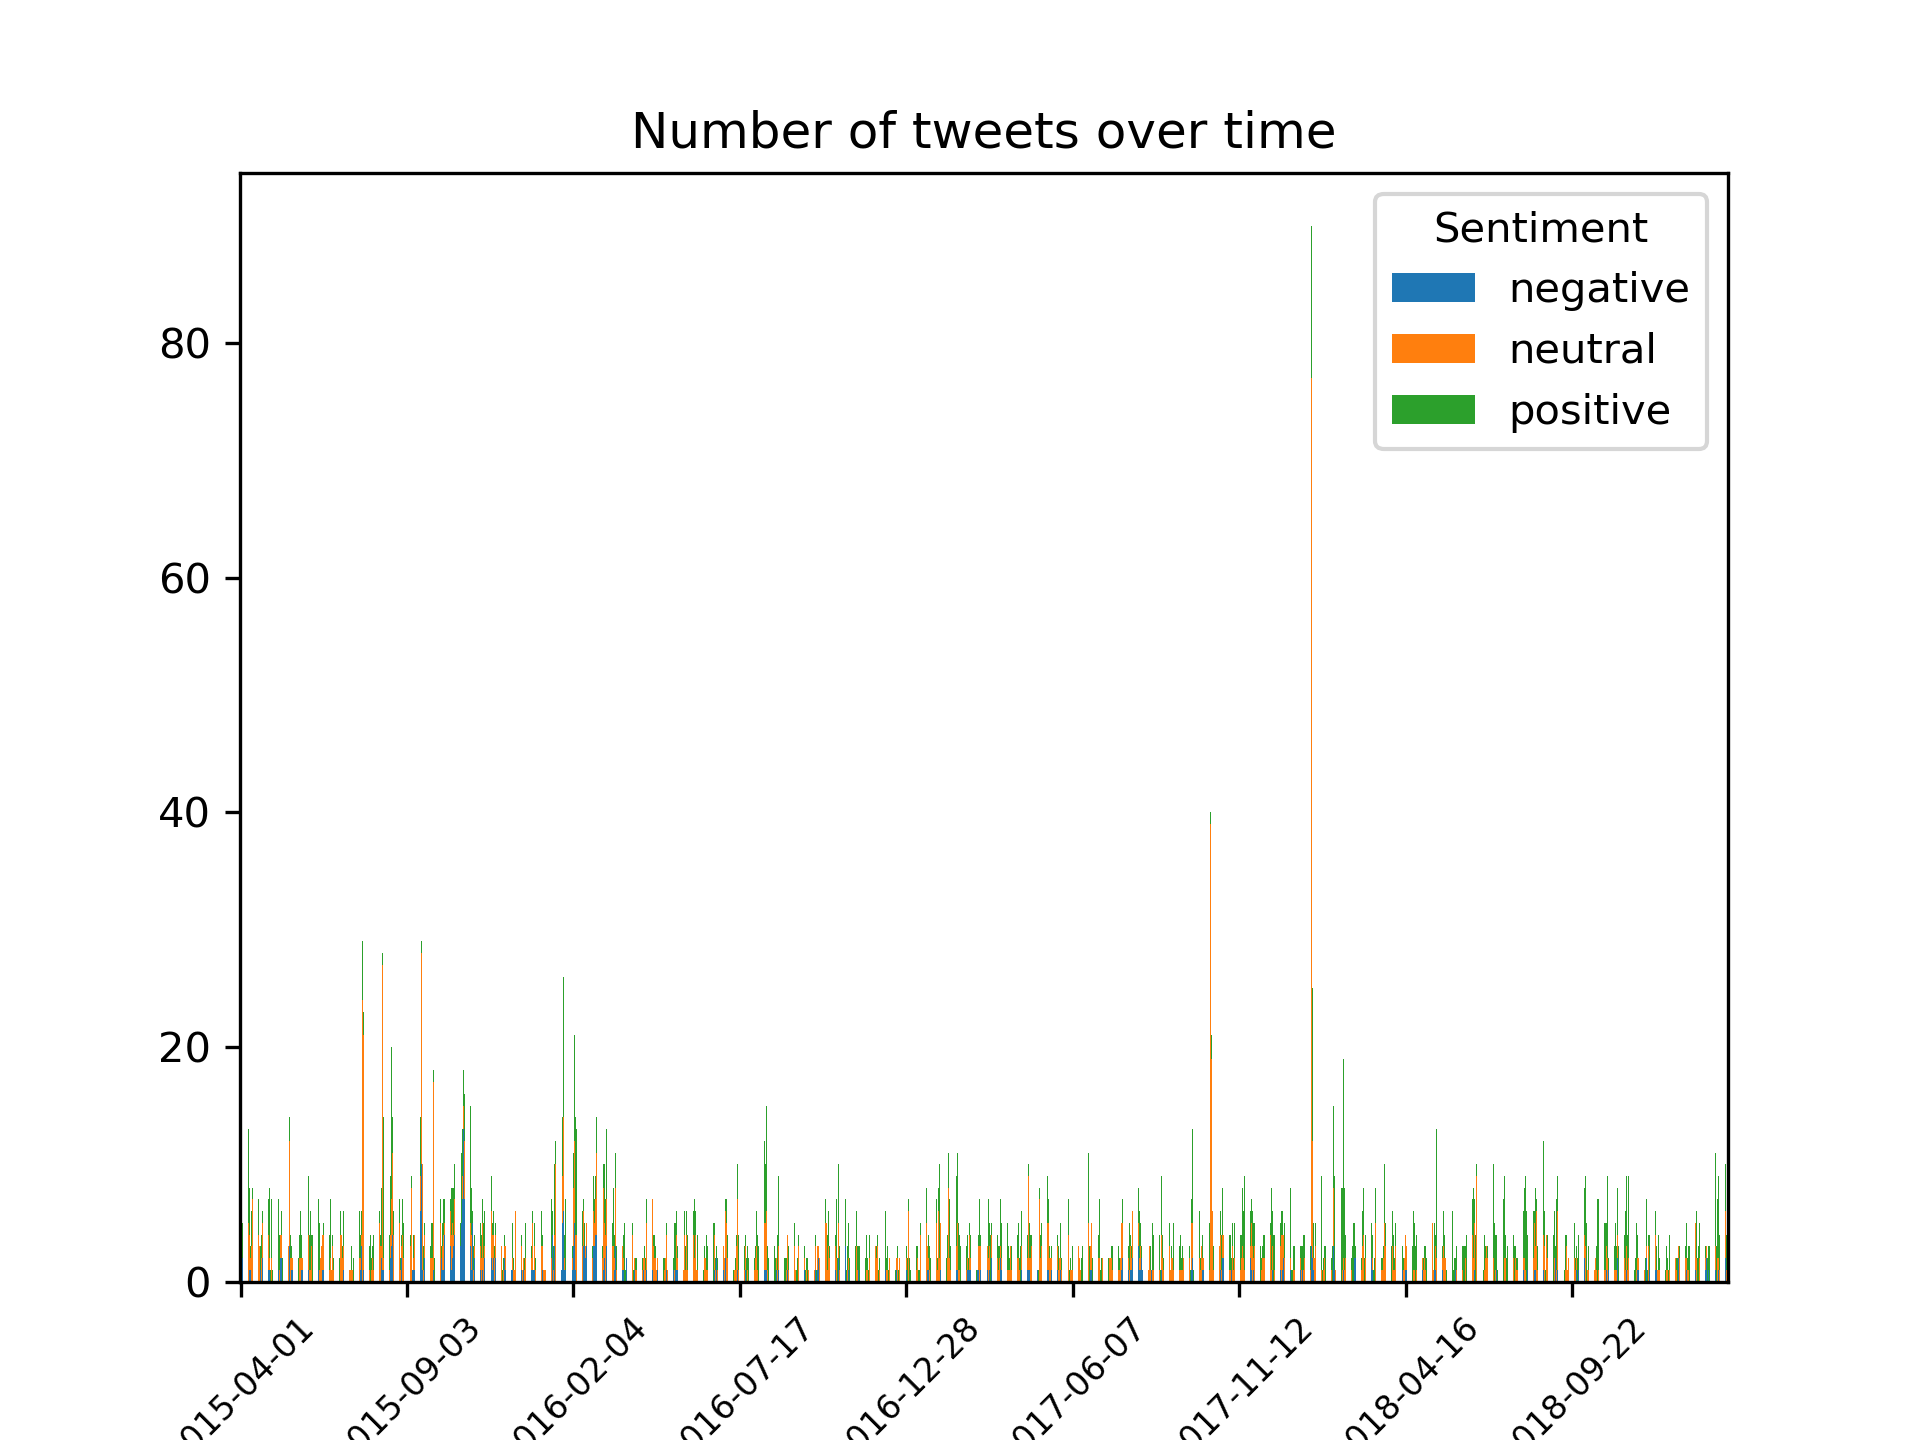 Number of tweets over time
Sentiment
negative
neutral
positive
80
60
40
20
0
015-04-01
015-09-03
016-02-04
016-07-17
016-12-28
017-06-07
017-11-12
018-04-16
018-09-22